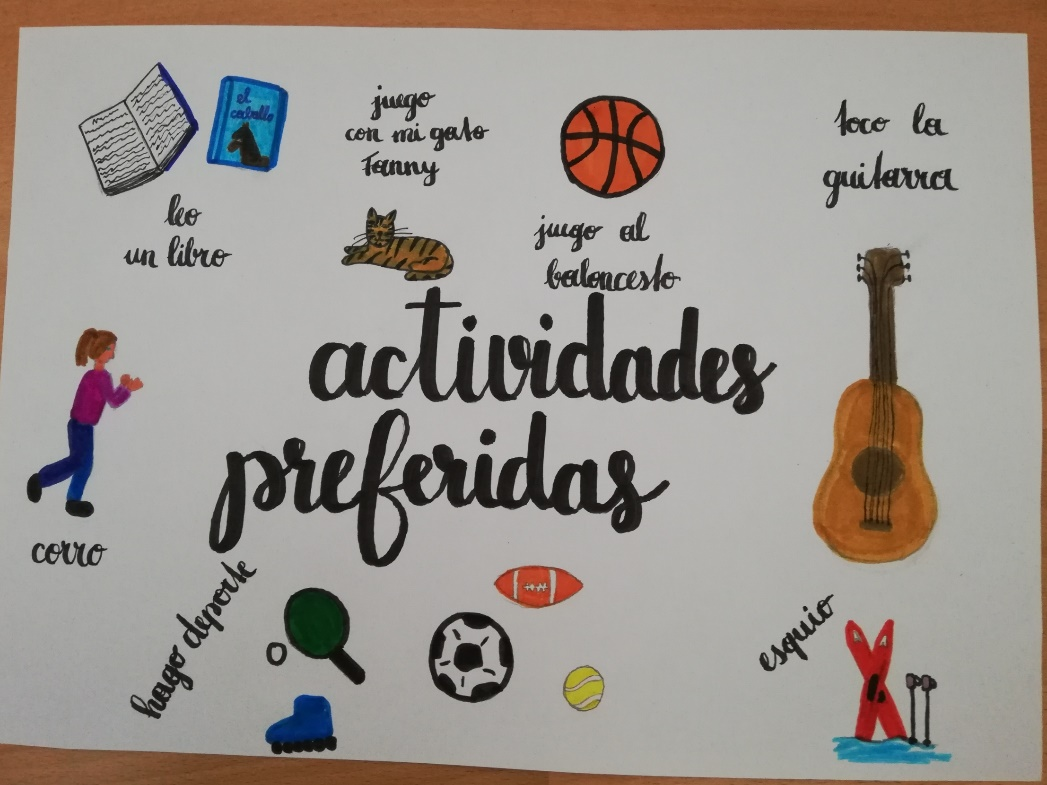 el
caballo
leo
un libro
juego
con mi gato
Fanny
juego al
baloncesto
toco la
guitarra
actividades
preferidas
corro
hago deporte
esquio